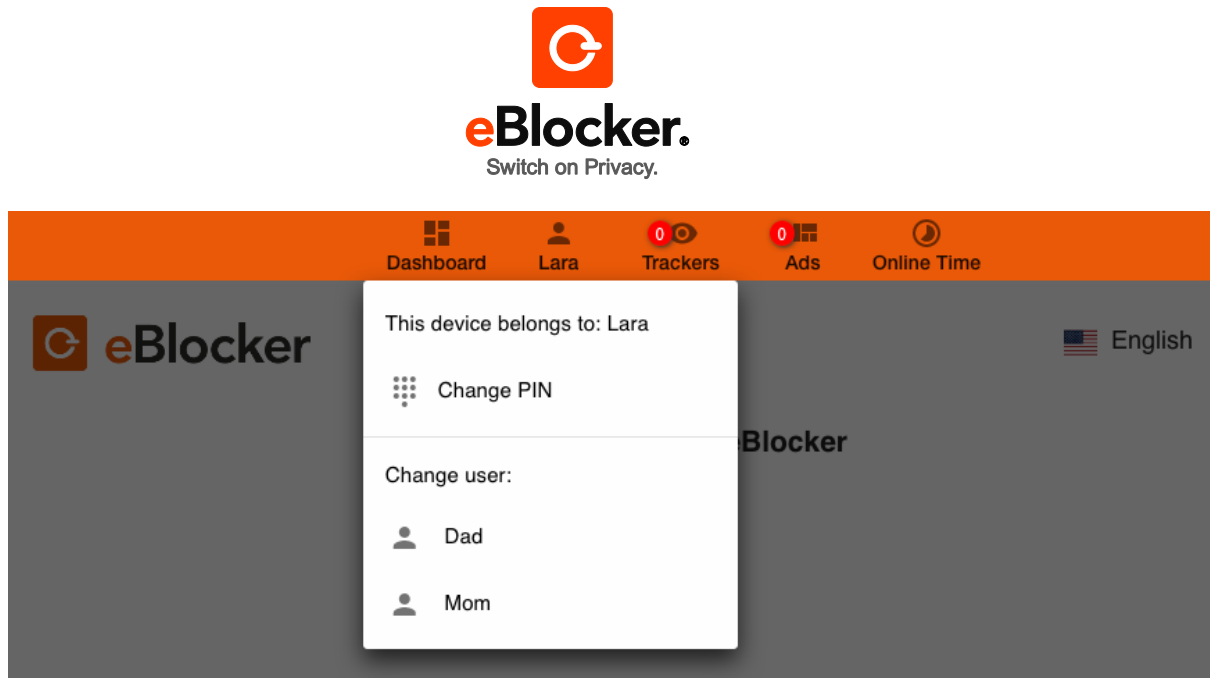 eBlocker®
Switch on Privacy.
0 0
Dashboard Lara Trackers Ads Online Time
This device belongs to: Lara
eBlocker
English
Change PIN
Blocker
Change user:
Dad
Mom